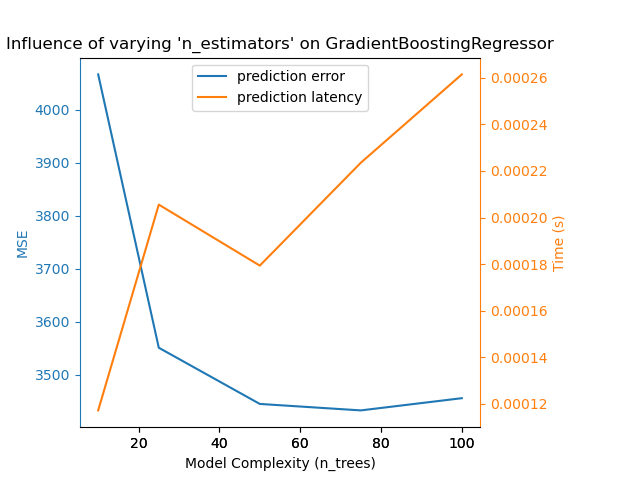 Influence of varying 'n_estimators' on GradientBoostingRegressor
prediction error
prediction latency
MSE
4000
3900
3800
3700
3600
3500
0.00026
0.00024
0.00022
0.00020
0.00018
0.00016
0.00014
0.00012
Time (s)
20 40 60 80 100
Model Complexity (n_trees)